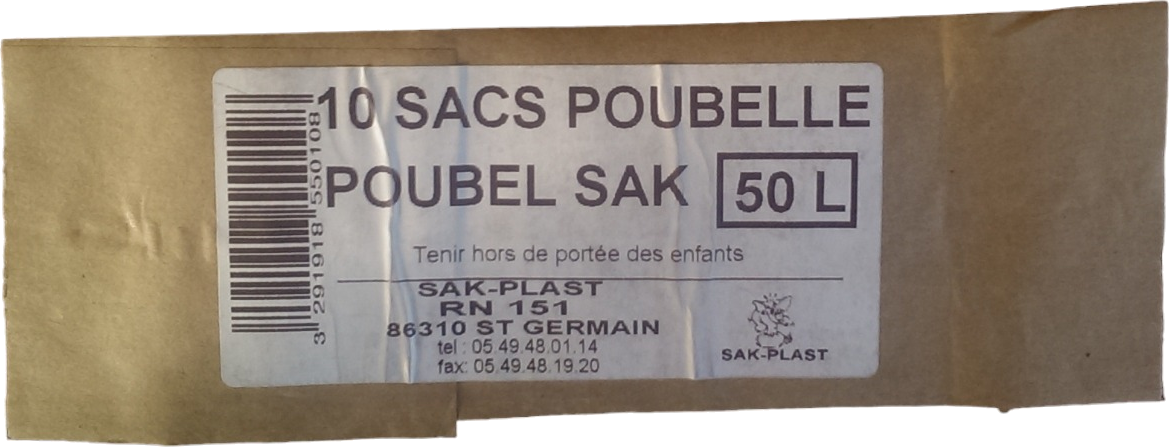 10 SACS POUBELLE
POUBEL SAK 50 L
Tenir hors de portée des enfants
SAK-PLAST
RN 151
86310 ST GERMAIN
tel : 05.49.48.01.14
fax: 05.49.48.19.20
SAK-PLAST
3 291918 550108